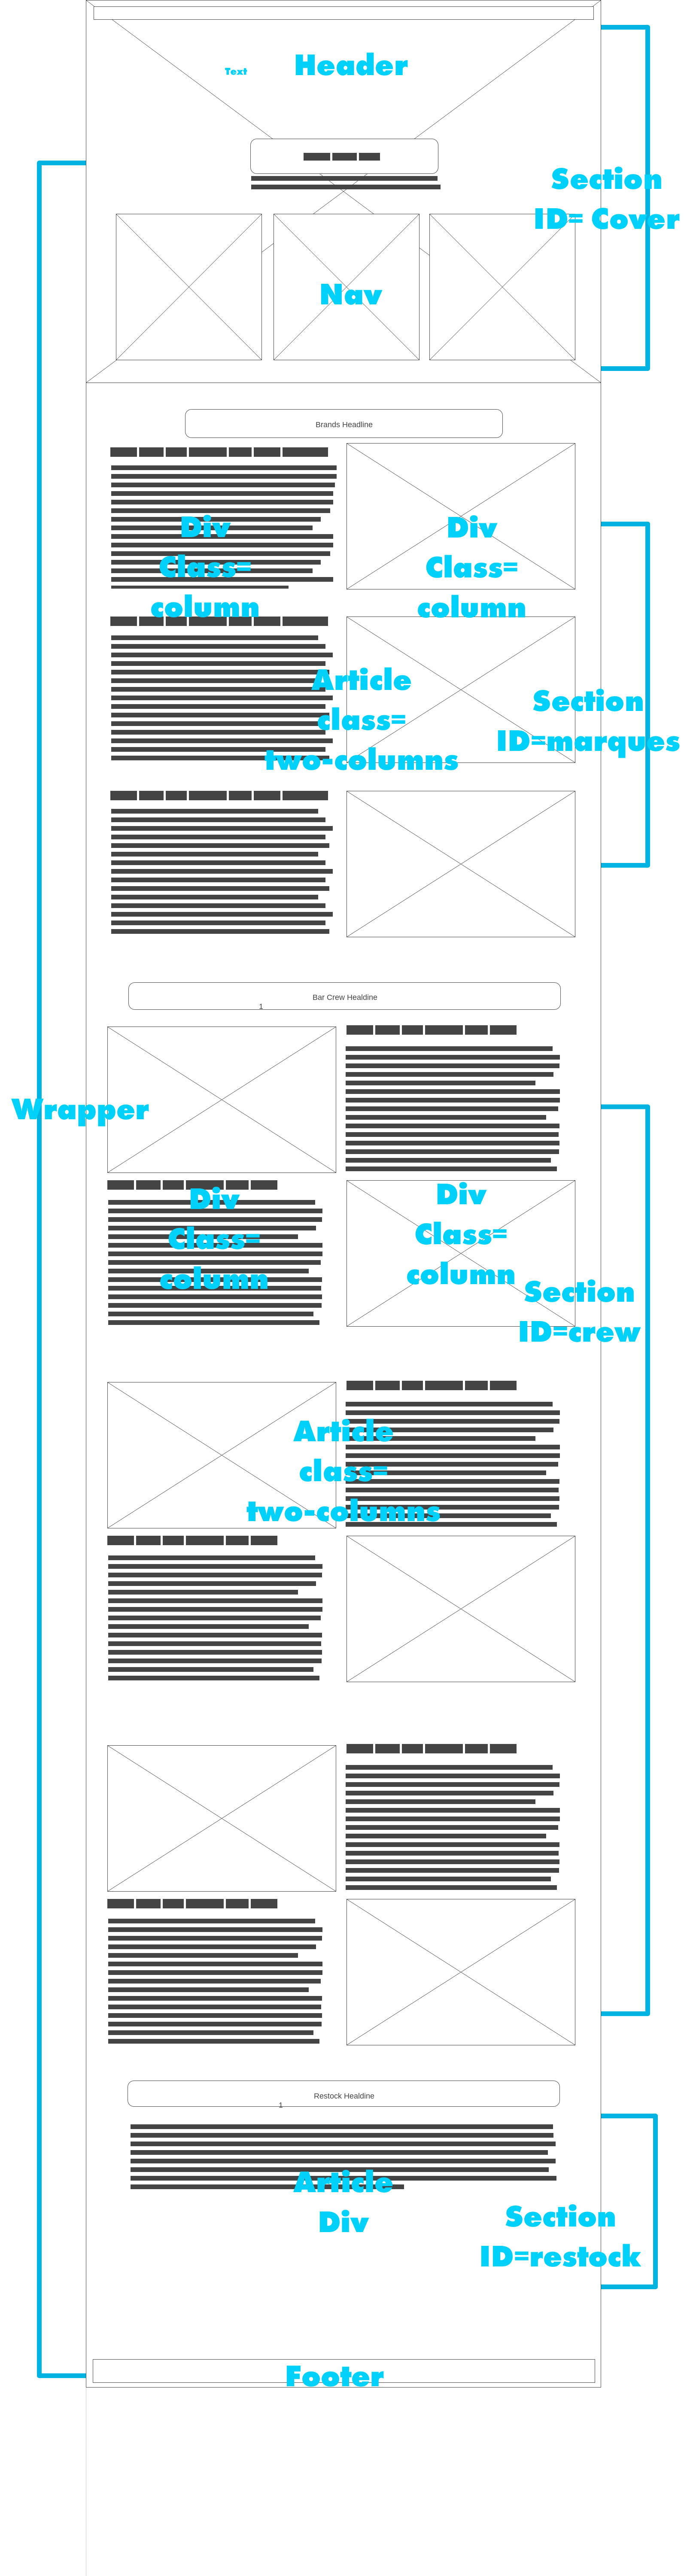 Header
Text
Section
ID= Cover
Nav
Brands Headline
Div
Class=
column
Div
Class=
column
Article
class=
two-columns
Section
ID=marques
Bar Crew Healdine
1
Wrapper
Div
Class=
column
Div
Class=
column
Section
ID=crew
Article
class=
two-columns
Restock Healdine
1
Article
Div
Section
ID=restock
Footer